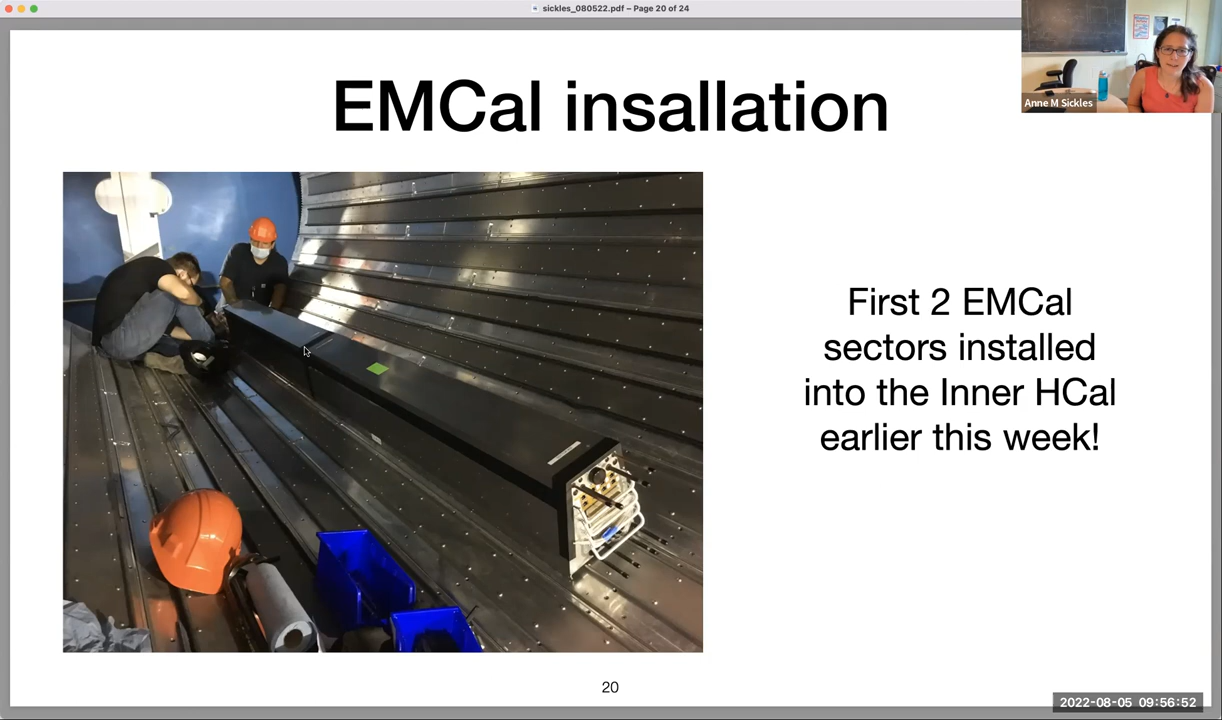 sickles_080522.pdf – Page 20 of 24
EMCal insallation
Anne M Sickles
First 2 EMCal
sectors installed
into the Inner HCal
earlier this week!
20
2022-08-05 09:56:52